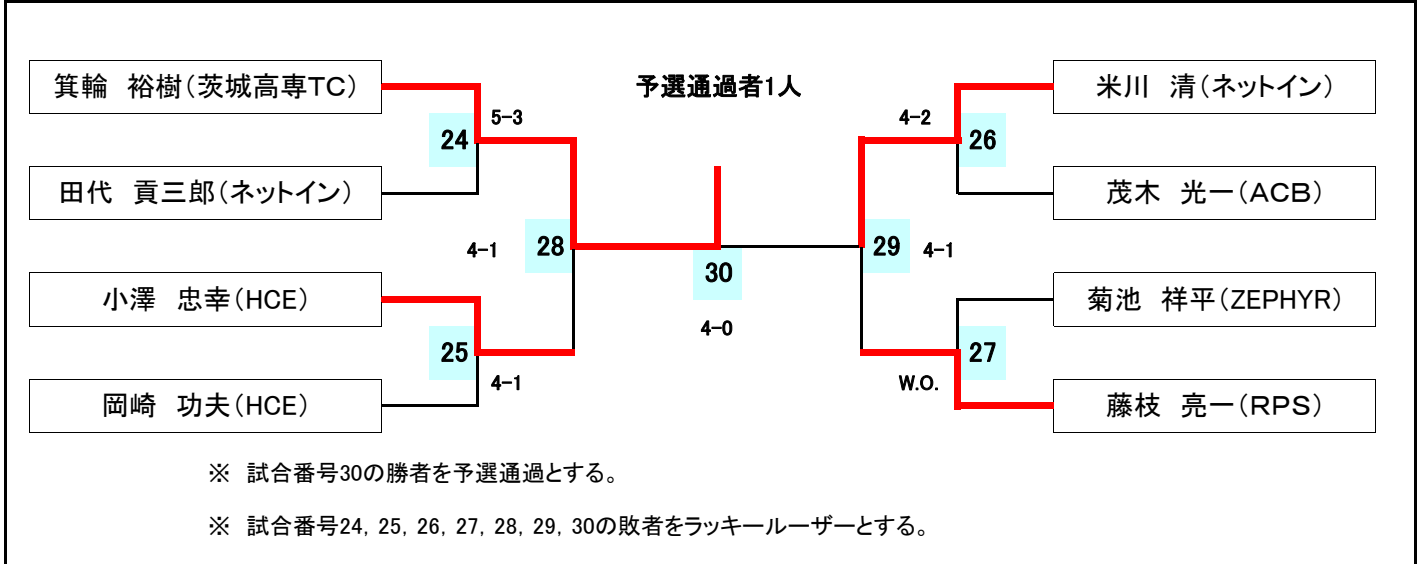 予選通過者1人
箕輪 裕樹(茨城高専TC)
田代 貢三郎(ネットイン)
小澤 忠幸(HCE)
岡崎 功夫(HCE)
5-3
24
4-1
28
25
4-1
30
4-0
4-2
26
29
4-1
27
W.O.
米川 清(ネットイン)
茂木 光一(ACB)
菊池 祥平(ZEPHYR)
藤枝 亮一(RPS)
※ 試合番号30の勝者を予選通過とする。
※ 試合番号24, 25, 26, 27, 28, 29, 30の敗者をラッキールーザーとする。